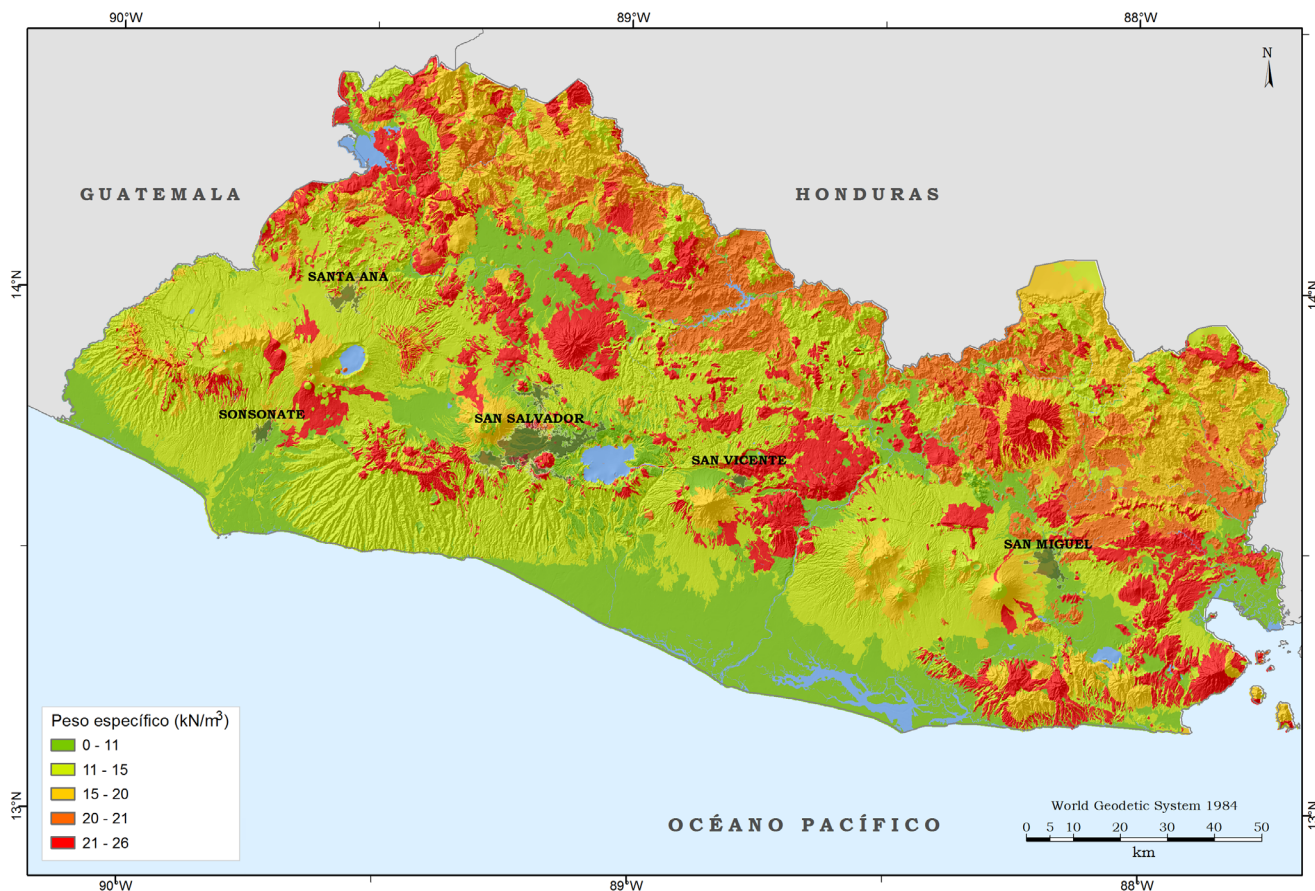 90°W 89°W 88°W
N
GUATEMALA
HONDURAS
14°N
14°N
SANTA ANA
SONSONATE
SAN SALVADOR
SAN VICENTE
SAN MIGUEL
Peso específico (kN/m³)
0 - 11
11 - 15
15 - 20
20 - 21
21 - 26
13°N
13°N
OCÉANO PACÍFICO
World Geodetic System 1984
0 5 10 20 30 40 50
km
90°W 89°W 88°W